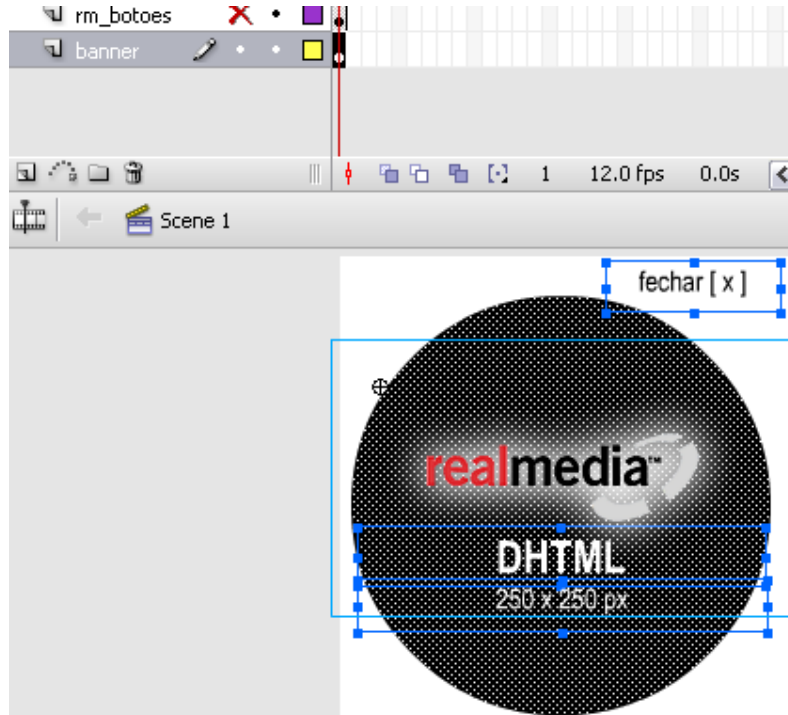 rm_botoes
banner
1 12.0 fps 0.0s
Scene 1
fechar [ x ]
realmedia™
DHTML
250 x 250 px